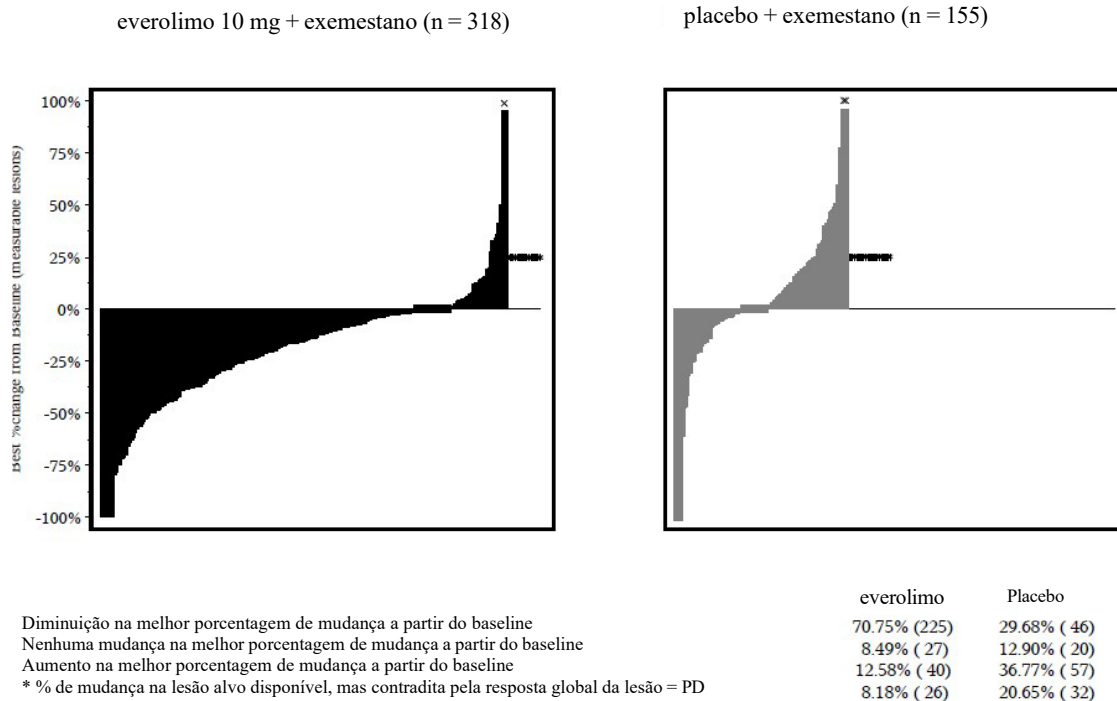 everolimo 10 mg + exemestano (n = 318)
placebo + exemestano (n = 155)
Best %change from Baseline (measurable lesions)
100%
75%
50%
25%
0%
-25%
-50%
-75%
-100%
everolimo Placebo
Diminuição na melhor porcentagem de mudança a partir do baseline 70.75% (225) 29.68% ( 46)
Nenhuma mudança na melhor porcentagem de mudança a partir do baseline 8.49% ( 27) 12.90% ( 20)
Aumento na melhor porcentagem de mudança a partir do baseline 12.58% ( 40) 36.77% ( 57)
* % de mudança na lesão alvo disponível, mas contradita pela resposta global da lesão = PD 8.18% ( 26) 20.65% ( 32)